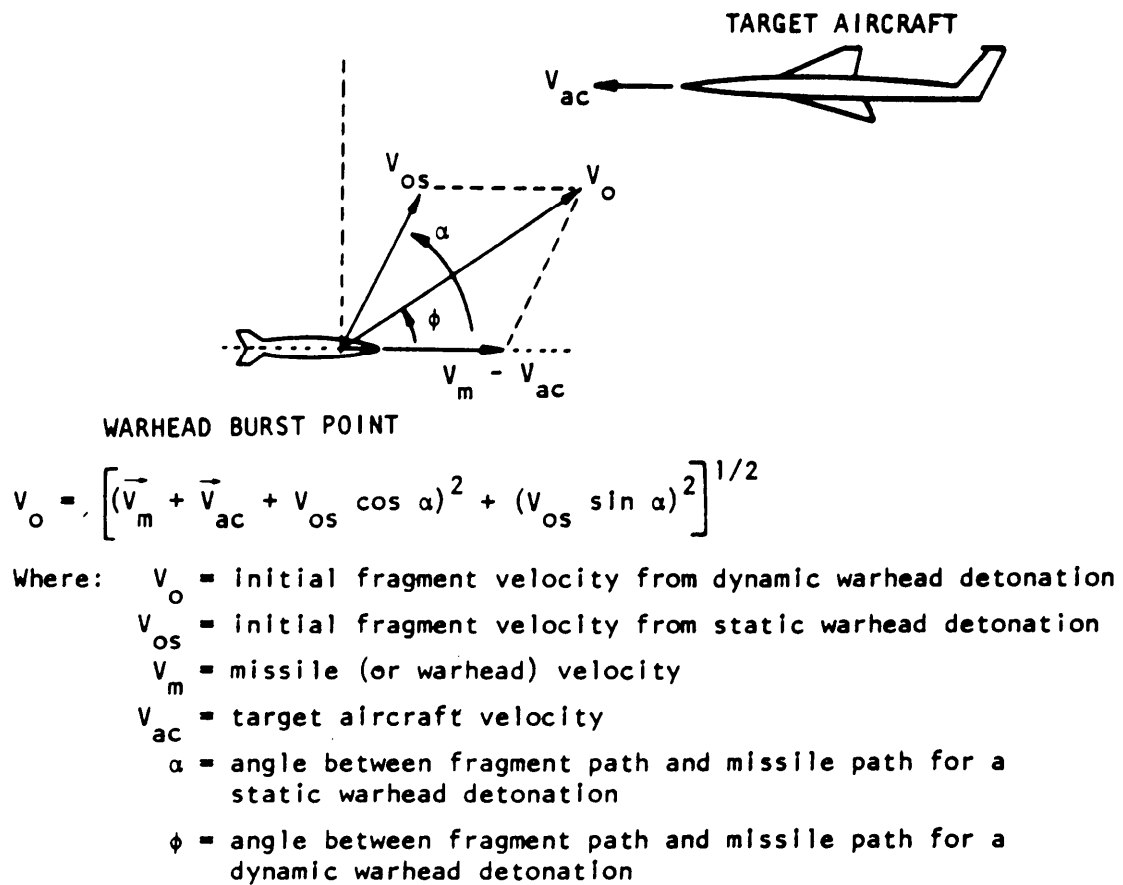 TARGET AIRCRAFT
V_ac
V_os
V_o
α
φ
V_m - V_ac
WARHEAD BURST POINT
V_o = [(V⃗_m + V⃗_ac + V_os cos α)^2 + (V_os sin α)^2]^1/2
Where: V_o = initial fragment velocity from dynamic warhead detonation
V_os = initial fragment velocity from static warhead detonation
V_m = missile (or warhead) velocity
V_ac = target aircraft velocity
α = angle between fragment path and missile path for a
static warhead detonation
φ = angle between fragment path and missile path for a
dynamic warhead detonation